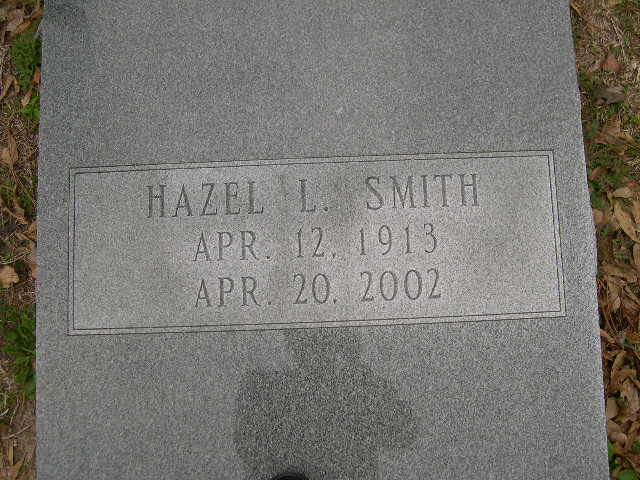 HAZEL L. SMITH
APR. 12, 1913
APR. 20, 2002